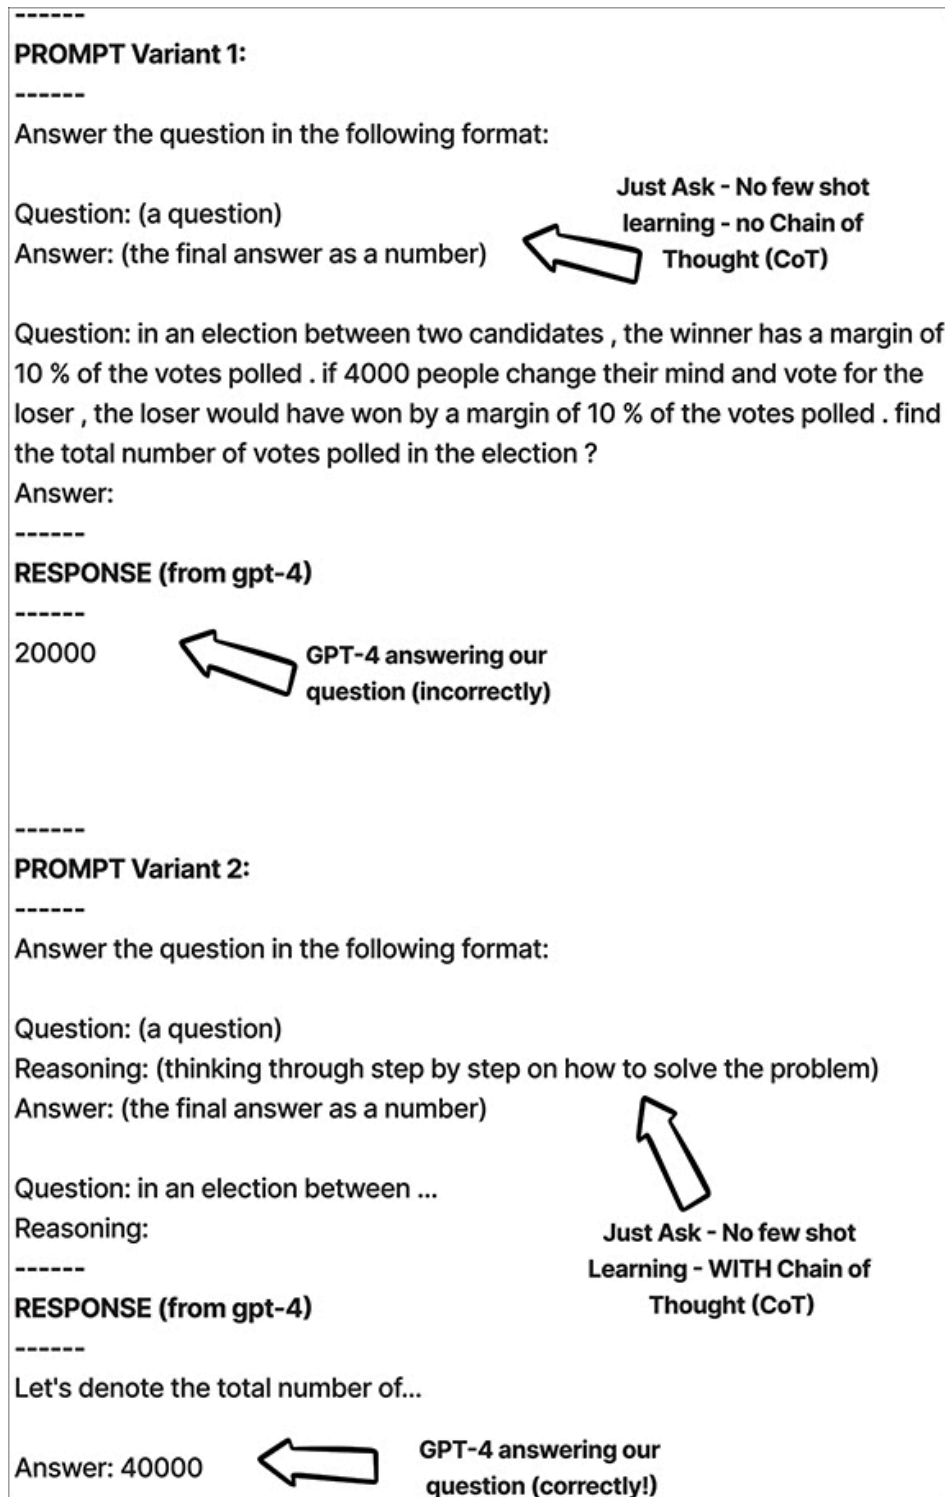 ------
PROMPT Variant 1:
------
Answer the question in the following format:
Just Ask - No few shot
learning - no Chain of
Thought (CoT)
Question: (a question)
Answer: (the final answer as a number)
Question: in an election between two candidates , the winner has a margin of
10 % of the votes polled . if 4000 people change their mind and vote for the
loser , the loser would have won by a margin of 10 % of the votes polled . find
the total number of votes polled in the election ?
Answer:
------
RESPONSE (from gpt-4)
------
20000
GPT-4 answering our
question (incorrectly)
------
PROMPT Variant 2:
------
Answer the question in the following format:
Question: (a question)
Reasoning: (thinking through step by step on how to solve the problem)
Answer: (the final answer as a number)
Question: in an election between ...
Reasoning:
------
Just Ask - No few shot
Learning - WITH Chain of
Thought (CoT)
RESPONSE (from gpt-4)
------
Let's denote the total number of...
Answer: 40000
GPT-4 answering our
question (correctly!)